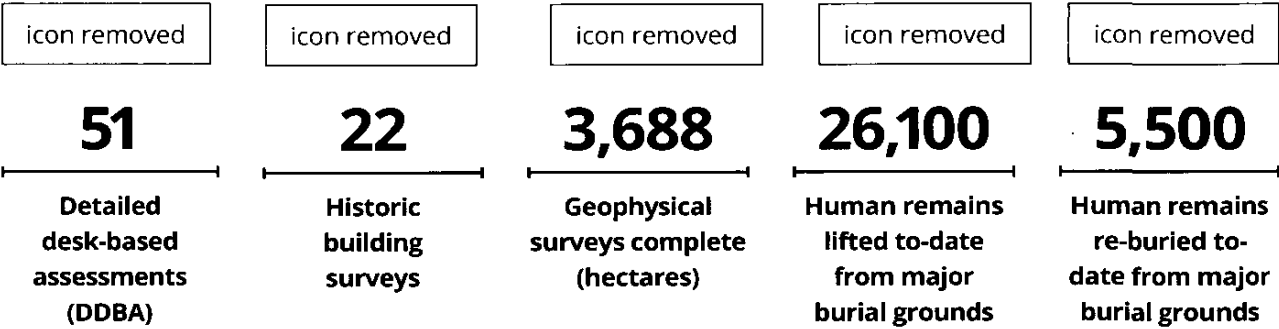 icon removed
51
Detailed
desk-based
assessments
(DDBA)
icon removed
22
Historic
building
surveys
icon removed
3,688
Geophysical
surveys complete
(hectares)
icon removed
26,100
Human remains
lifted to-date
from major
burial grounds
icon removed
5,500
Human remains
re-buried to-
date from major
burial grounds